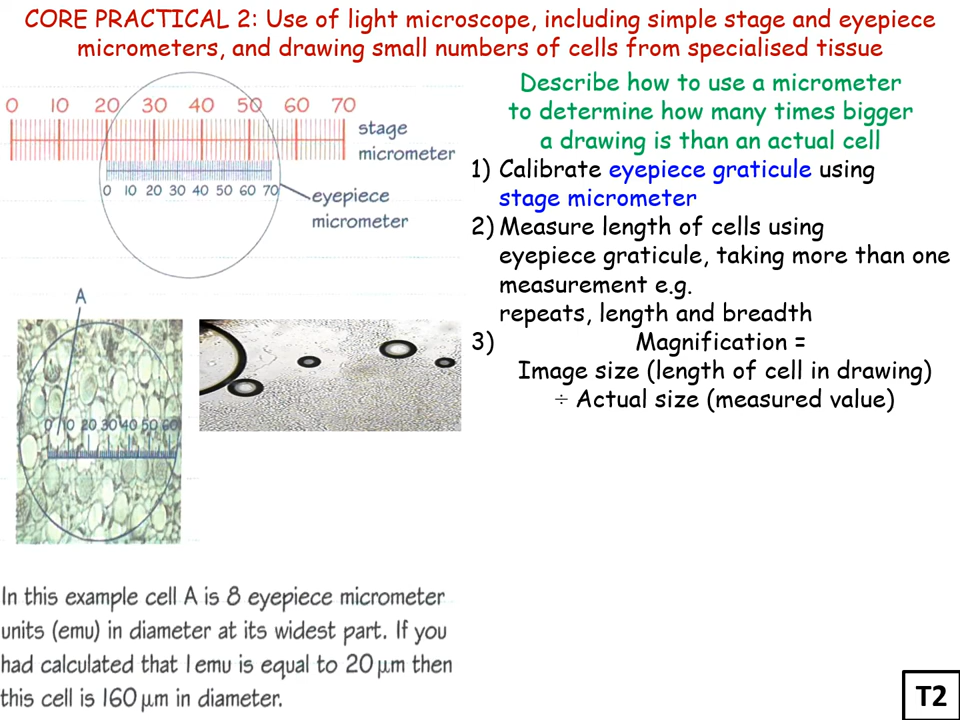 CORE PRACTICAL 2: Use of light microscope, including simple stage and eyepiece
micrometers, and drawing small numbers of cells from specialised tissue
0 10 20 30 40 50 60 70
stage
micrometer
0 10 20 30 40 50 60 70
eyepiece
micrometer
A
0 10 20 30 40 50 60
Describe how to use a micrometer
to determine how many times bigger
a drawing is than an actual cell
1) Calibrate eyepiece graticule using
stage micrometer
2) Measure length of cells using
eyepiece graticule, taking more than one
measurement e.g.
repeats, length and breadth
3) Magnification =
Image size (length of cell in drawing)
÷ Actual size (measured value)
In this example cell A is 8 eyepiece micrometer
units (emu) in diameter at its widest part. If you
had calculated that 1 emu is equal to 20 μm then
this cell is 160 μm in diameter.
T2